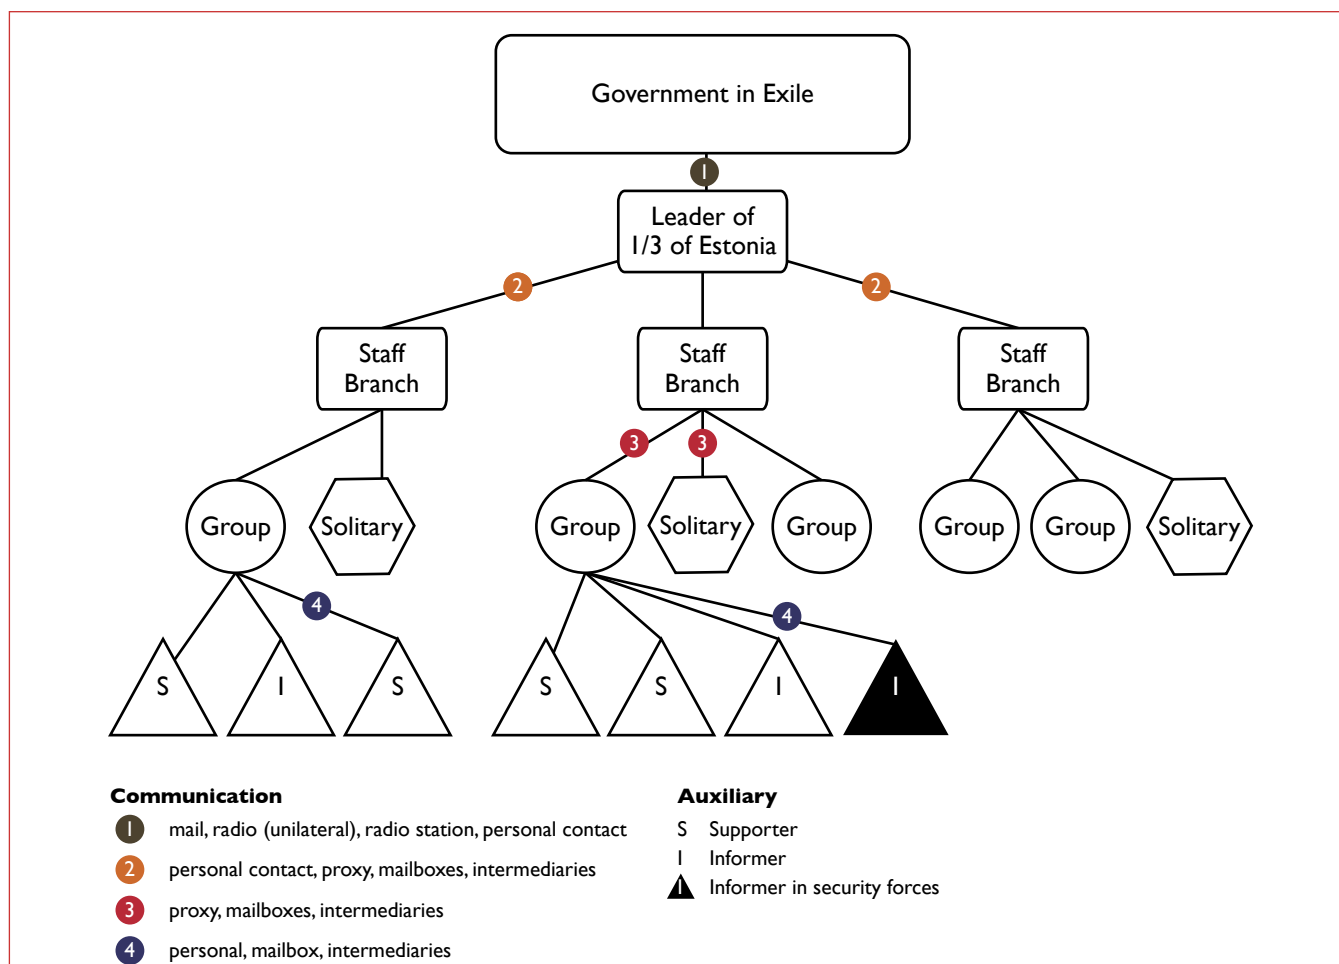 Government in Exile
1
Leader of
1/3 of Estonia
2
2
Staff
Branch
Staff
Branch
Staff
Branch
3
3
Group
Solitary
Group
Solitary
Group
Group
Group
Solitary
4
4
S
I
S
S
S
I
I
Communication
1 mail, radio (unilateral), radio station, personal contact
2 personal contact, proxy, mailboxes, intermediaries
3 proxy, mailboxes, intermediaries
4 personal, mailbox, intermediaries
Auxiliary
S Supporter
I Informer
I Informer in security forces